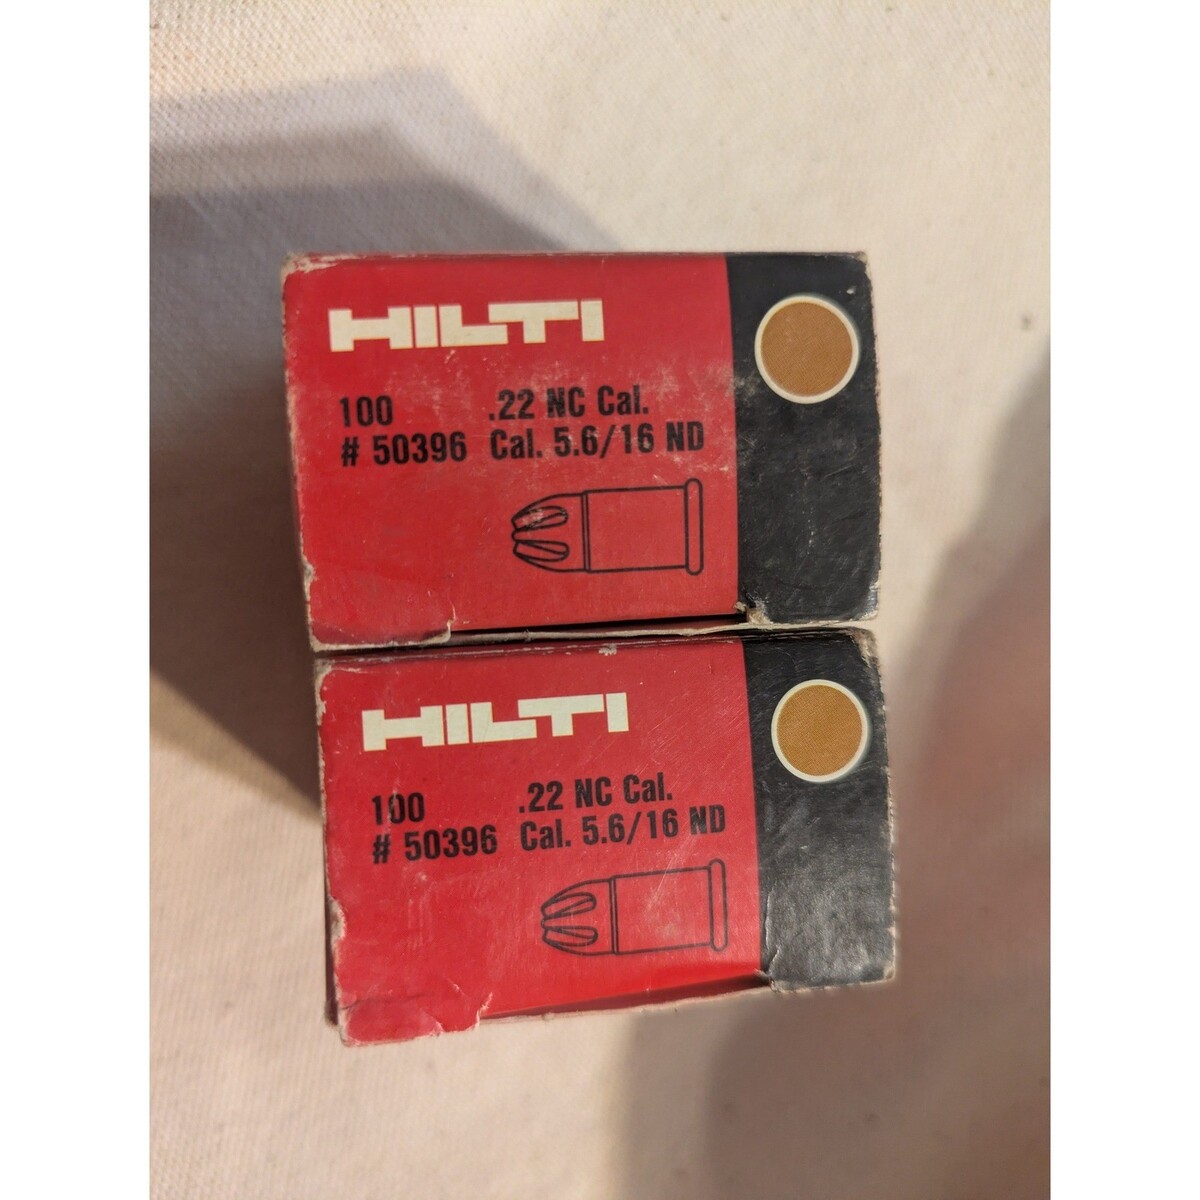 HILTI
100 .22 NC Cal.
# 50396 Cal. 5.6/16 ND
HILTI
100 .22 NC Cal.
# 50396 Cal. 5.6/16 ND